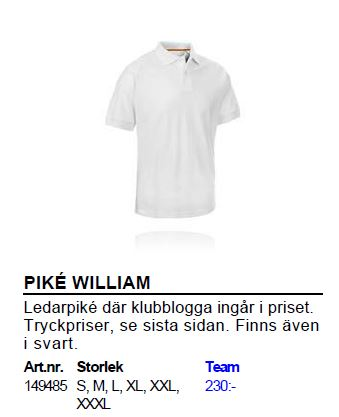 PIKÉ WILLIAM
Ledarpiké där klubblogga ingår i priset.
Tryckpriser, se sista sidan. Finns även
i svart.
Art.nr. Storlek Team
149485 S, M, L, XL, XXL, 230:-
XXXL